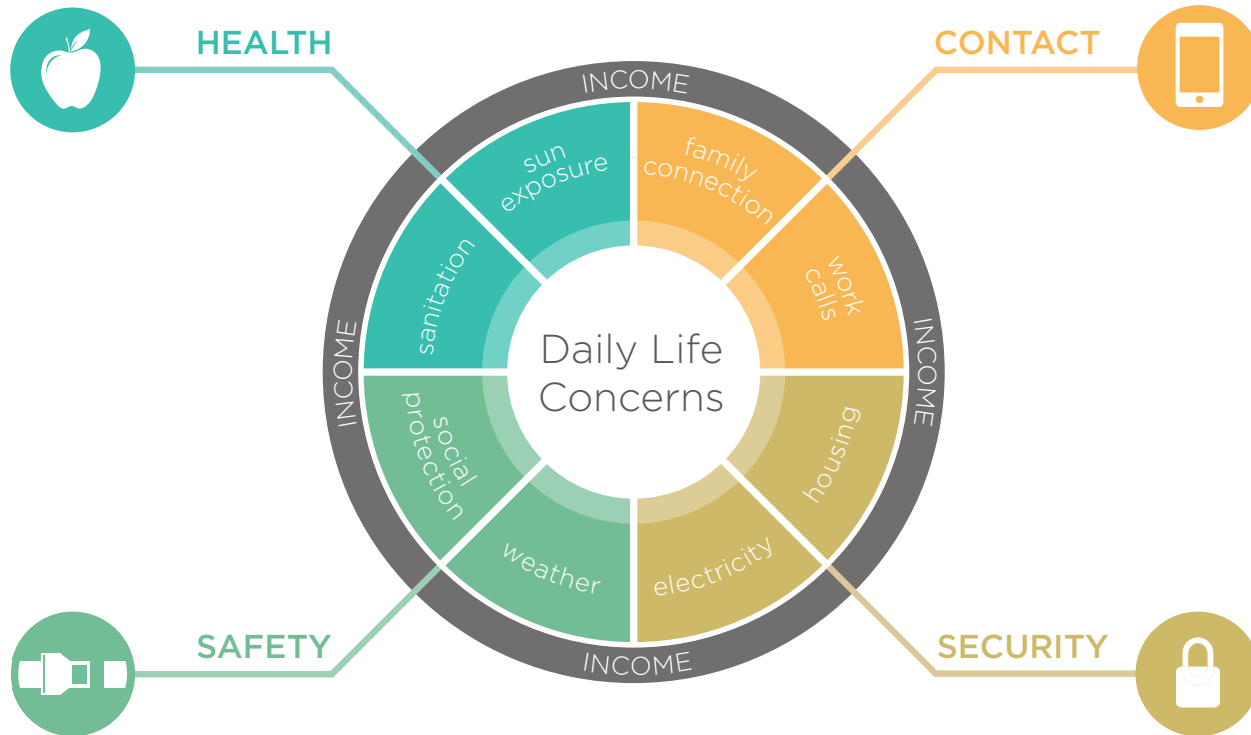 HEALTH
CONTACT
INCOME
sun
exposure
family
connection
sanitation
work
calls
INCOME
Daily Life
Concerns
INCOME
social
protection
housing
weather
electricity
SAFETY
INCOME
SECURITY